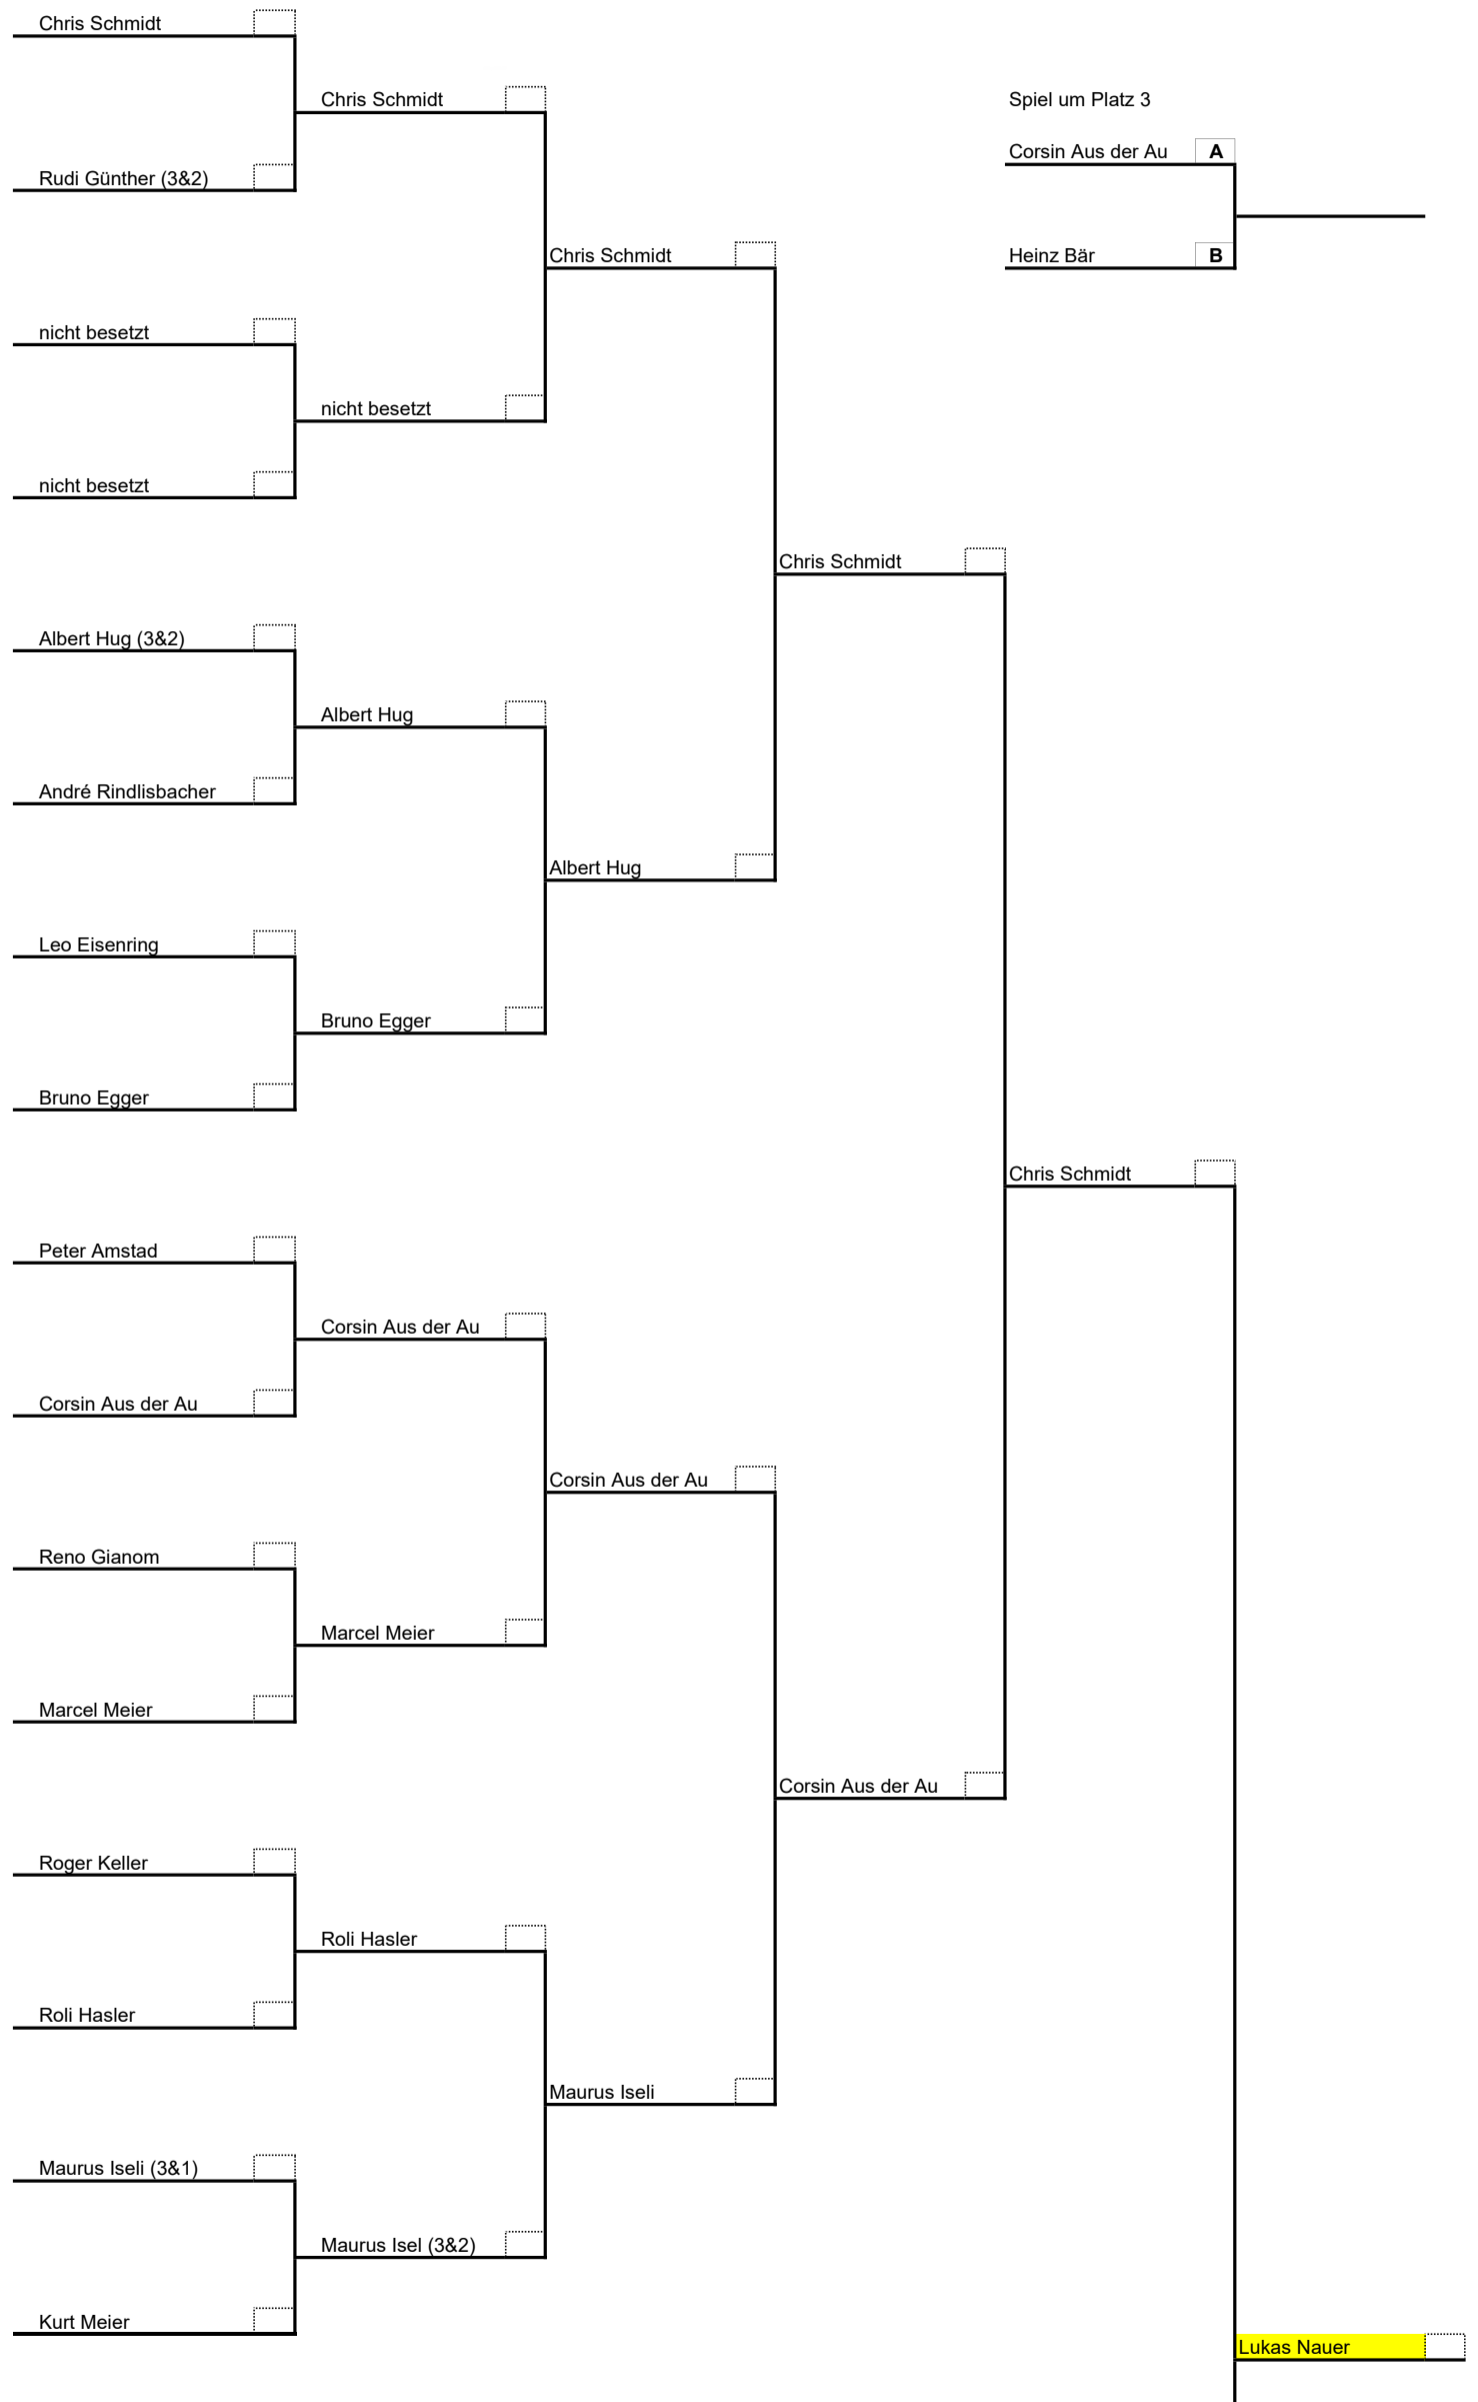 Chris Schmidt
Chris Schmidt
Spiel um Platz 3
Corsin Aus der Au A
Rudi Günther (3&2)
Chris Schmidt
Heinz Bär B
nicht besetzt
nicht besetzt
nicht besetzt
Chris Schmidt
Albert Hug (3&2)
Albert Hug
André Rindlisbacher
Albert Hug
Leo Eisenring
Bruno Egger
Bruno Egger
Chris Schmidt
Peter Amstad
Corsin Aus der Au
Corsin Aus der Au
Corsin Aus der Au
Reno Gianom
Marcel Meier
Marcel Meier
Corsin Aus der Au
Roger Keller
Roli Hasler
Roli Hasler
Maurus Iseli
Maurus Iseli (3&1)
Maurus Isel (3&2)
Kurt Meier
Lukas Nauer